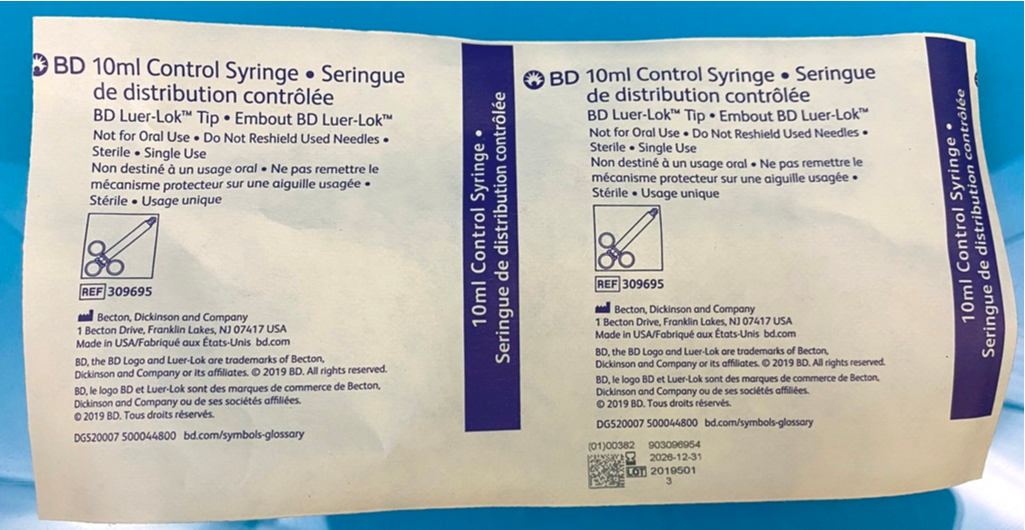 BD 10ml Control Syringe • Seringue
de distribution contrôlée
BD Luer-Lok™ Tip • Embout BD Luer-Lok™
Not for Oral Use • Do Not Reshield Used Needles •
Sterile • Single Use
Non destiné à un usage oral • Ne pas remettre le
mécanisme protecteur sur une aiguille usagée •
Stérile • Usage unique
REF 309695
Becton, Dickinson and Company
1 Becton Drive, Franklin Lakes, NJ 07417 USA
Made in USA/Fabriqué aux États-Unis bd.com
BD, the BD Logo and Luer-Lok are trademarks of Becton,
Dickinson and Company or its affiliates. © 2019 BD. All rights reserved.
BD, le logo BD et Luer-Lok sont des marques de commerce de Becton,
Dickinson and Company ou de ses sociétés affiliées.
© 2019 BD. Tous droits réservés.
DG520007 500044800 bd.com/symbols-glossary
10ml Control Syringe •
Seringue de distribution contrôlée
BD 10ml Control Syringe • Seringue
de distribution contrôlée
BD Luer-Lok™ Tip • Embout BD Luer-Lok™
Not for Oral Use • Do Not Reshield Used Needles •
Sterile • Single Use
Non destiné à un usage oral • Ne pas remettre le
mécanisme protecteur sur une aiguille usagée •
Stérile • Usage unique
REF 309695
Becton, Dickinson and Company
1 Becton Drive, Franklin Lakes, NJ 07417 USA
Made in USA/Fabriqué aux États-Unis bd.com
BD, the BD Logo and Luer-Lok are trademarks of Becton,
Dickinson and Company or its affiliates. © 2019 BD. All rights reserved.
BD, le logo BD et Luer-Lok sont des marques de commerce de Becton,
Dickinson and Company ou de ses sociétés affiliées.
© 2019 BD. Tous droits réservés.
DG520007 500044800 bd.com/symbols-glossary
(01)00382 903096954
2026-12-31
LOT 2019501
3
10ml Control Syringe •
Seringue de distribution contrôlée